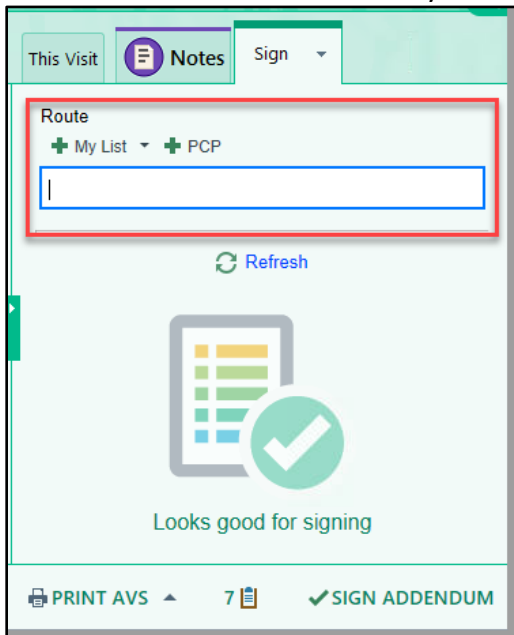 This Visit Notes Sign
Route
My List PCP
Refresh
Looks good for signing
PRINT AVS 7 SIGN ADDENDUM